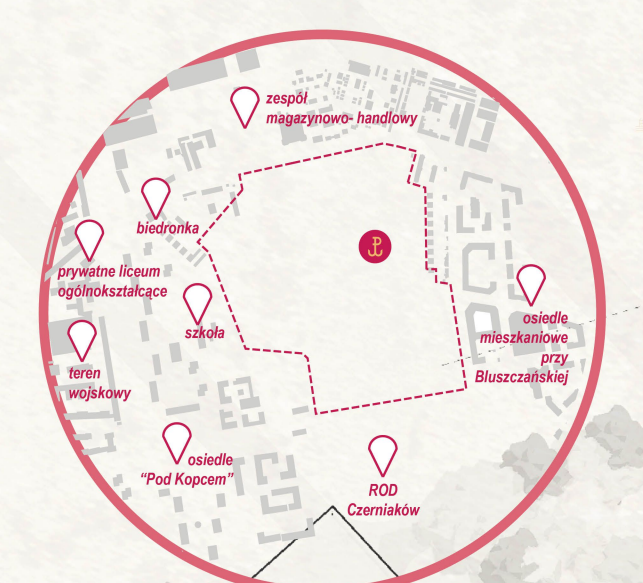 zespół
magazynowo- handlowy
biedronka
prywatne liceum
ogólnokształcące
szkoła
osiedle
mieszkaniowe
przy
Bluszczańskiej
teren
wojskowy
osiedle
“Pod Kopcem”
ROD
Czerniaków